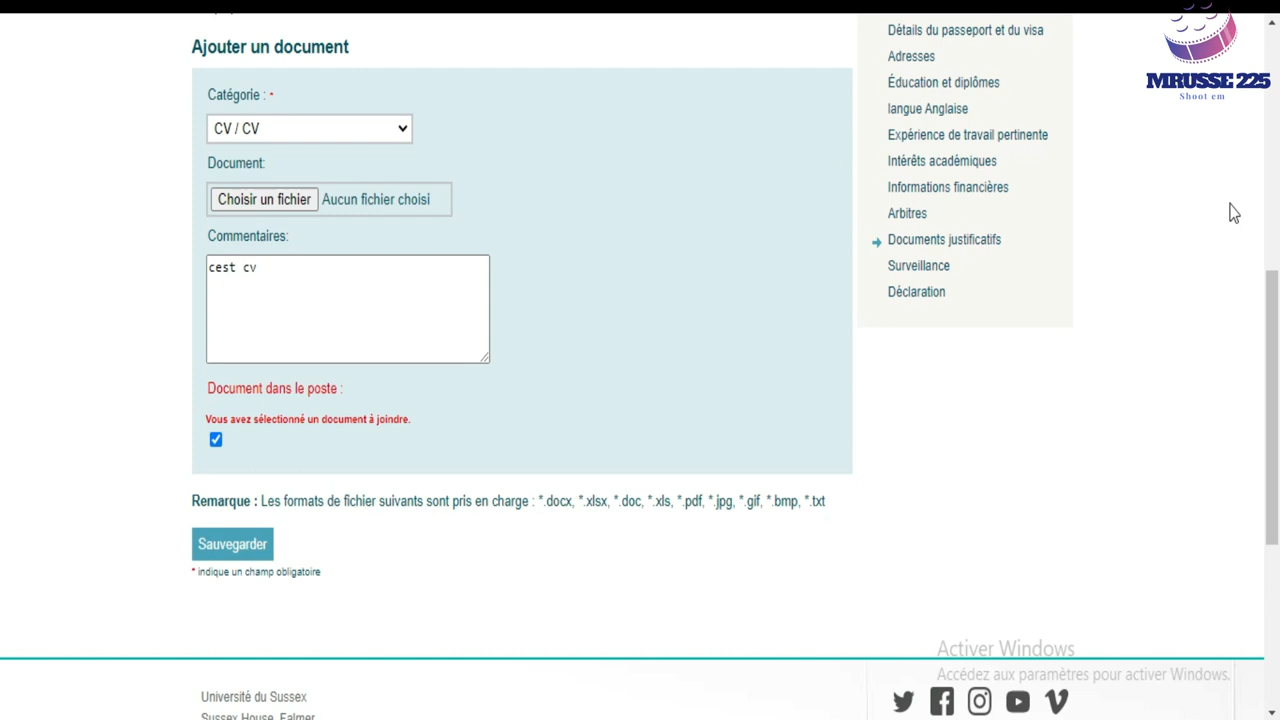 Ajouter un document
Catégorie : *
CV / CV
Document:
Choisir un fichier Aucun fichier choisi
Commentaires:
cest cv
Document dans le poste :
Vous avez sélectionné un document à joindre.
Remarque : Les formats de fichier suivants sont pris en charge : *.docx, *.xlsx, *.doc, *.xls, *.pdf, *.jpg, *.gif, *.bmp, *.txt
Sauvegarder
* indique un champ obligatoire
Détails du passeport et du visa
Adresses
Éducation et diplômes
langue Anglaise
Expérience de travail pertinente
Intérêts académiques
Informations financières
Arbitres
Documents justificatifs
Surveillance
Déclaration
MRUSSE 225
Shoot em
Activer Windows
Accédez aux paramètres pour activer Windows.
Université du Sussex
Sussex House, Falmer